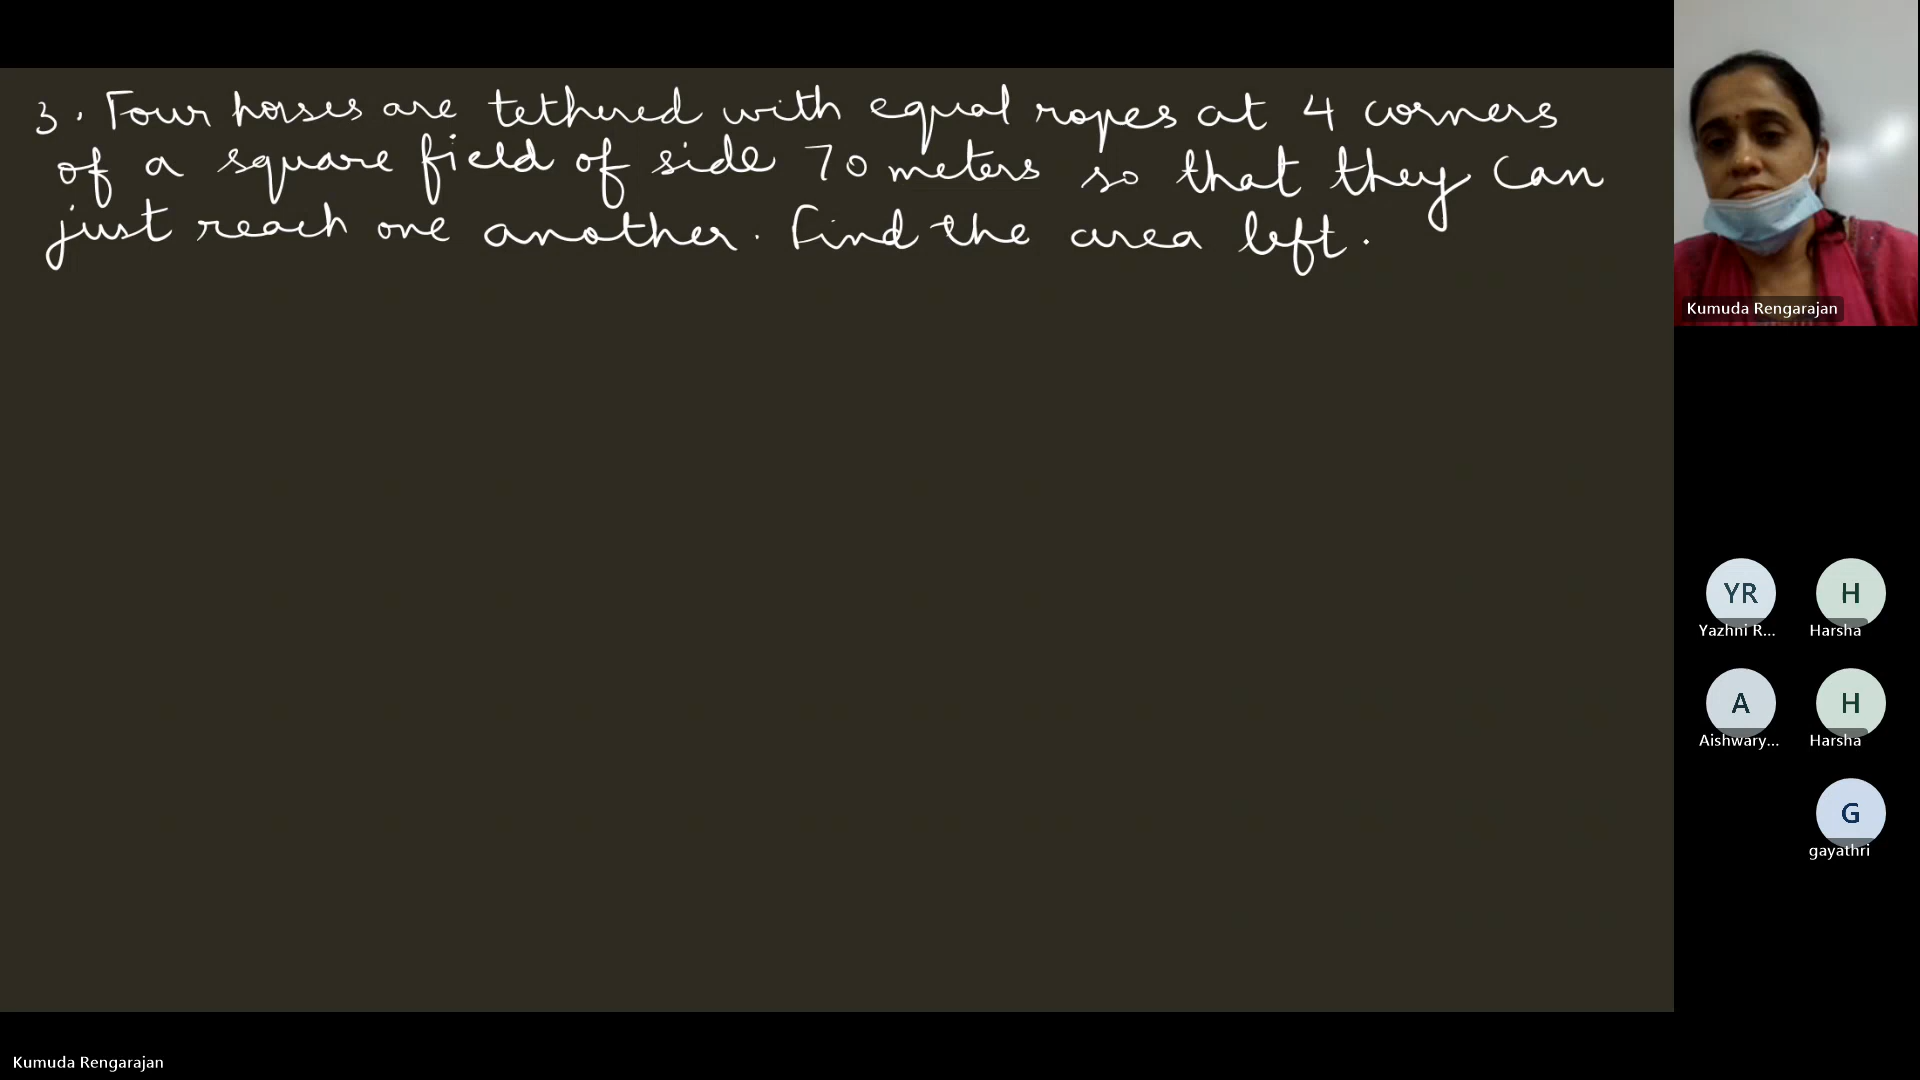 3. Four horses are tethered with equal ropes at 4 corners
of a square field of side 70 meters so that they can
just reach one another. Find the area left.
Kumuda Rengarajan
YR
H
Yazhni R...
Harsha
A
H
Aishwary...
Harsha
G
gayathri
Kumuda Rengarajan